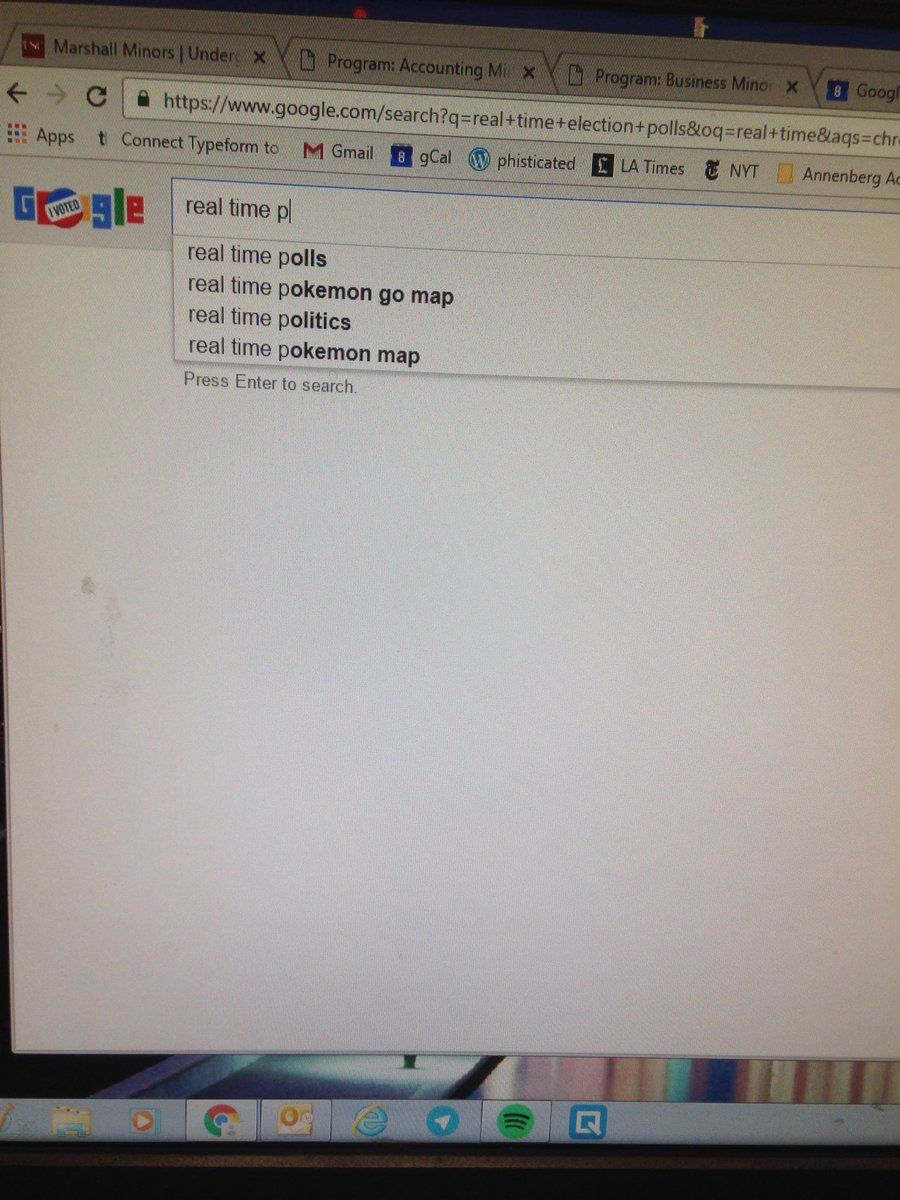 Marshall Minors | Underg
Program: Accounting Mi
Program: Business Minor
Googl
https://www.google.com/search?q=real+time+election+polls&oq=real+time&aqs=chr
Apps
Connect Typeform to
Gmail
8
gCal
phisticated
LA Times
NYT
Annenberg Ac
Google
I VOTED
real time p
real time polls
real time pokemon go map
real time politics
real time pokemon map
Press Enter to search.